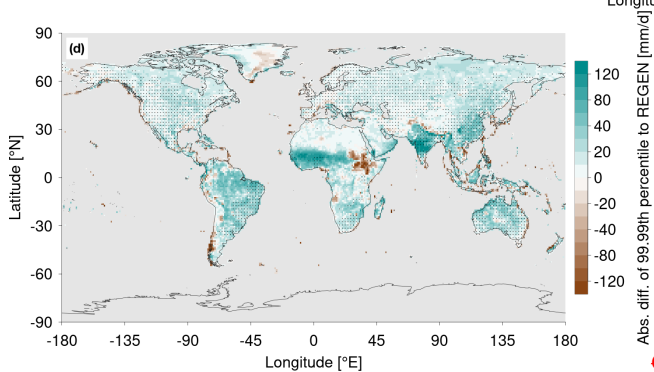 Longitu
(d)
90
60
30
0
-30
-60
-90
Latitude [°N]
-180 -135 -90 -45 0 45 90 135 180
Longitude [°E]
120
80
40
20
0
-20
-40
-80
-120
Abs. diff. of 99.99th percentile to REGEN [mm/d]